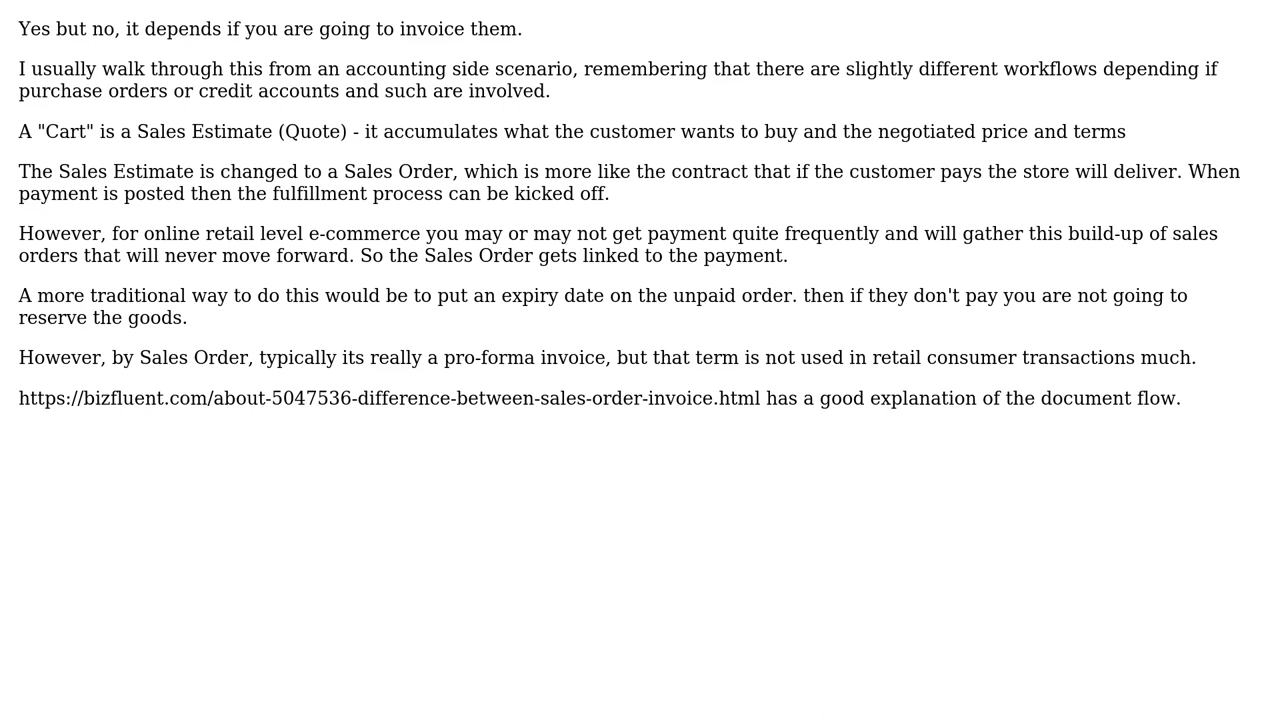 Yes but no, it depends if you are going to invoice them.
I usually walk through this from an accounting side scenario, remembering that there are slightly different workflows depending if
purchase orders or credit accounts and such are involved.
A "Cart" is a Sales Estimate (Quote) - it accumulates what the customer wants to buy and the negotiated price and terms
The Sales Estimate is changed to a Sales Order, which is more like the contract that if the customer pays the store will deliver. When
payment is posted then the fulfillment process can be kicked off.
However, for online retail level e-commerce you may or may not get payment quite frequently and will gather this build-up of sales
orders that will never move forward. So the Sales Order gets linked to the payment.
A more traditional way to do this would be to put an expiry date on the unpaid order. then if they don't pay you are not going to
reserve the goods.
However, by Sales Order, typically its really a pro-forma invoice, but that term is not used in retail consumer transactions much.
https://bizfluent.com/about-5047536-difference-between-sales-order-invoice.html has a good explanation of the document flow.